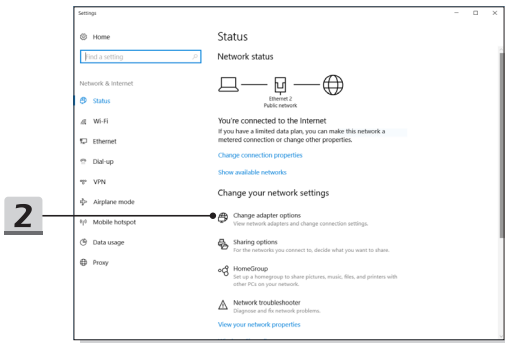 Settings
Home
Find a setting
Network & Internet
Status
Wi-Fi
Ethernet
Dial-up
VPN
Airplane mode
Mobile hotspot
Data usage
Proxy
2
Status
Network status
Ethernet 2
Public network
You're connected to the Internet
If you have a limited data plan, you can make this network a
metered connection or change other properties.
Change connection properties
Show available networks
Change your network settings
Change adapter options
View network adapters and change connection settings.
Sharing options
For the networks you connect to, decide what you want to share.
HomeGroup
Set up a homegroup to share pictures, music, files, and printers with
other PCs on your network.
Network troubleshooter
Diagnose and fix network problems.
View your network properties